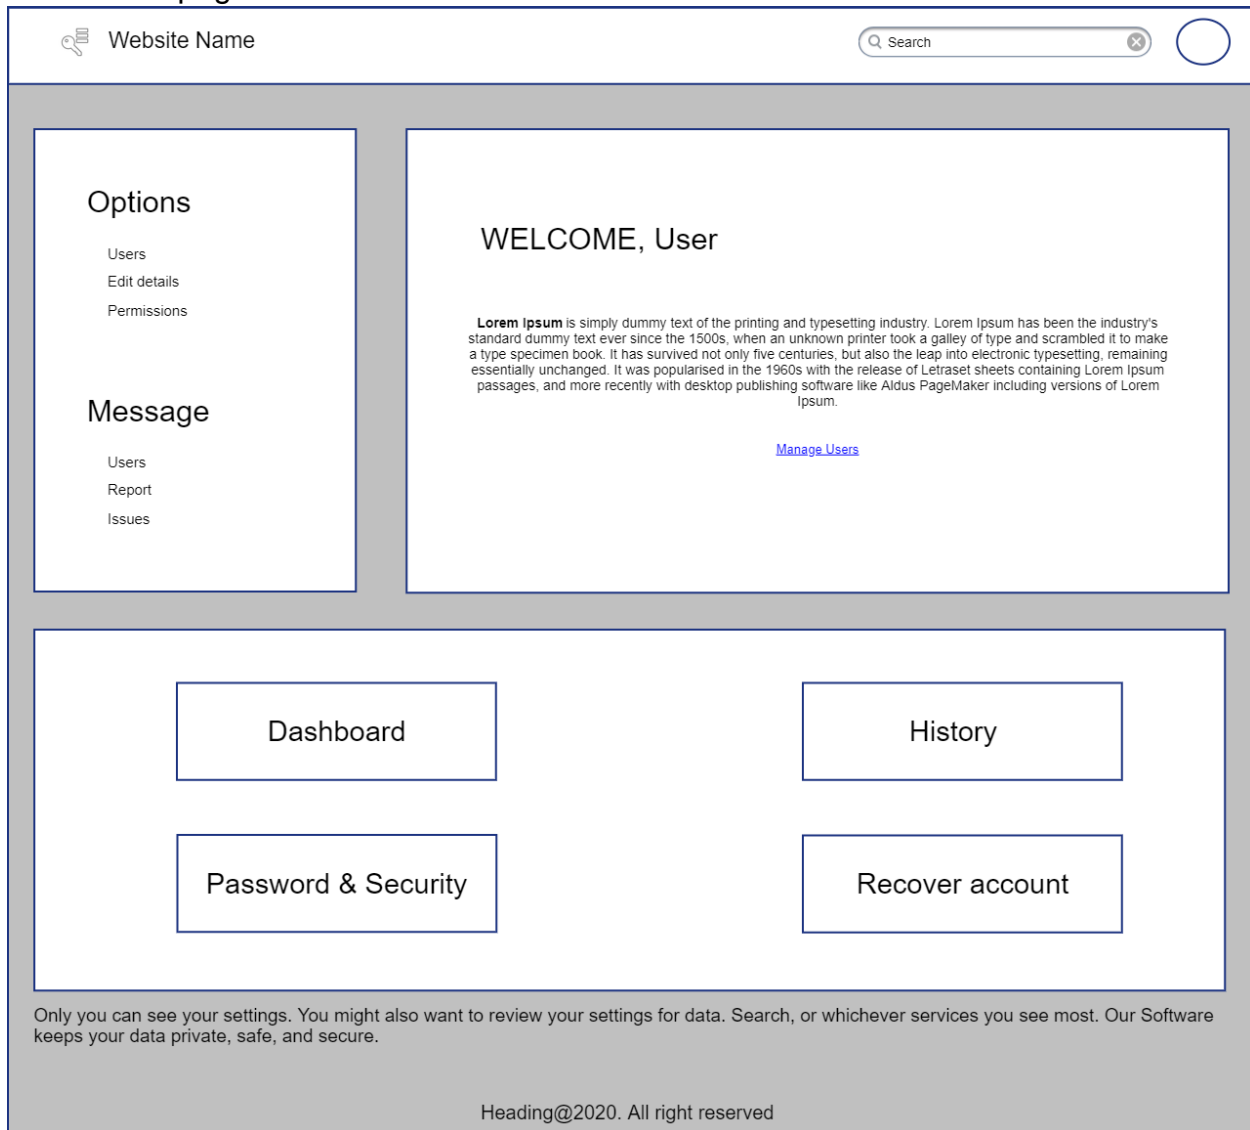 Website Name
Search
Options
Users
Edit details
Permissions
Message
Users
Report
Issues
WELCOME, User
Lorem Ipsum is simply dummy text of the printing and typesetting industry. Lorem Ipsum has been the industry's
standard dummy text ever since the 1500s, when an unknown printer took a galley of type and scrambled it to make
a type specimen book. It has survived not only five centuries, but also the leap into electronic typesetting, remaining
essentially unchanged. It was popularised in the 1960s with the release of Letraset sheets containing Lorem Ipsum
passages, and more recently with desktop publishing software like Aldus PageMaker including versions of Lorem
Ipsum.
Manage Users
Dashboard
History
Password & Security
Recover account
Only you can see your settings. You might also want to review your settings for data. Search, or whichever services you see most. Our Software
keeps your data private, safe, and secure.
Heading@2020. All right reserved